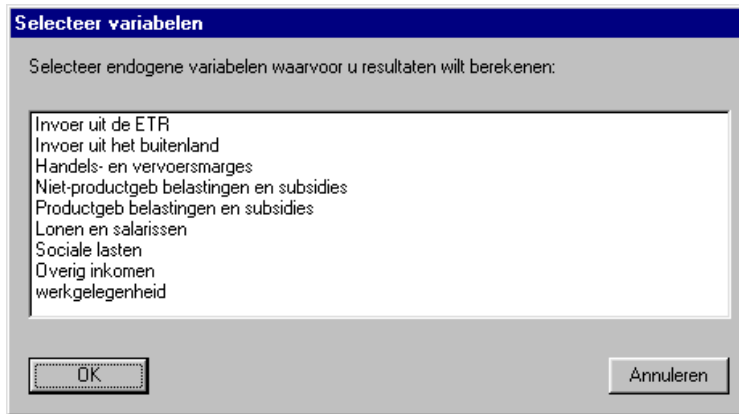 Selecteer variabelen
Selecteer endogene variabelen waarvoor u resultaten wilt berekenen:
Invoer uit de ETR
Invoer uit het buitenland
Handels- en vervoersmarges
Niet-productgeb belastingen en subsidies
Productgeb belastingen en subsidies
Lonen en salarissen
Sociale lasten
Overig inkomen
werkgelegenheid
OK
Annuleren